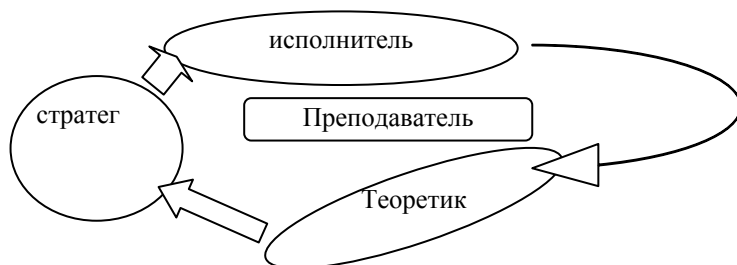 исполнитель
стратег
Преподаватель
Теоретик